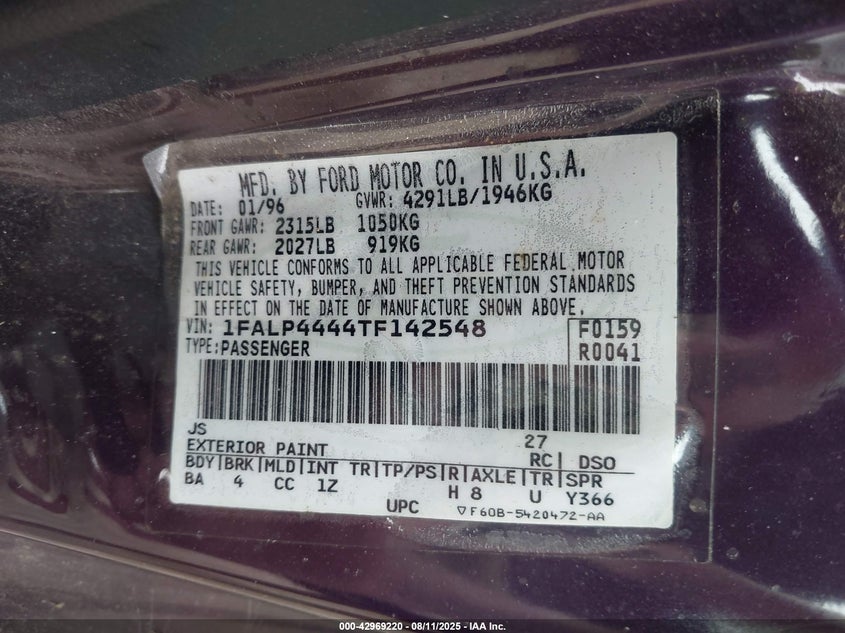 MFD. BY FORD MOTOR CO. IN U.S.A.
DATE: 01/96 GVWR: 4291LB/1946KG
FRONT GAWR: 2315LB 1050KG
REAR GAWR: 2027LB 919KG
THIS VEHICLE CONFORMS TO ALL APPLICABLE FEDERAL MOTOR
VEHICLE SAFETY, BUMPER, AND THEFT PREVENTION STANDARDS
IN EFFECT ON THE DATE OF MANUFACTURE SHOWN ABOVE.
VIN: 1FALP4444TF142548 F0159
TYPE: PASSENGER R0041
JS 27
EXTERIOR PAINT RC DSO
BDY BRK MLD INT TR TP/PS R AXLE TR SPR
BA 4 CC 1Z H 8 U Y366
UPC F60B-5420472-AA
000-42969220 - 08/11/2025 - IAA Inc.